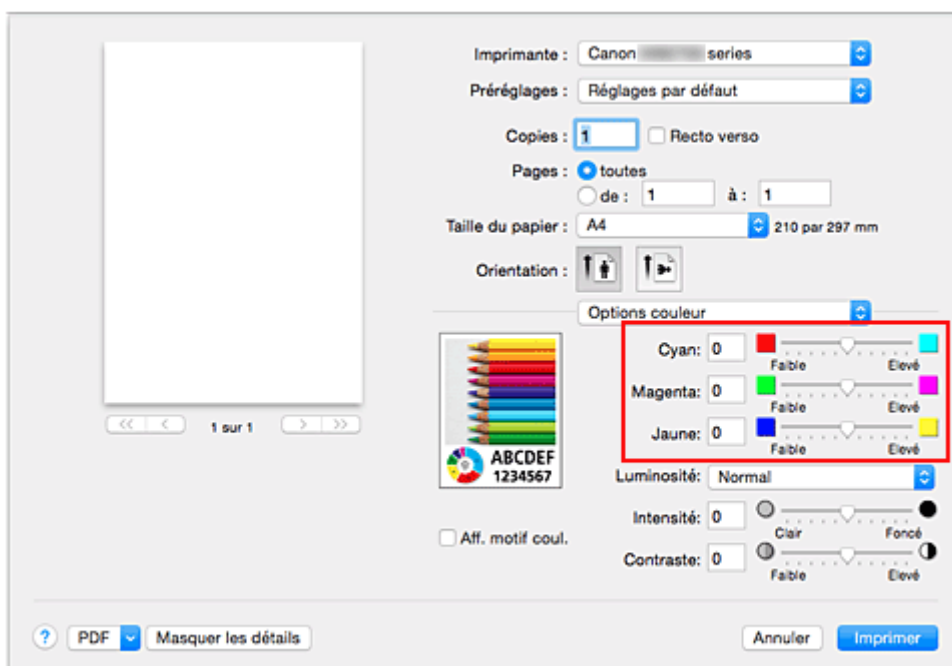 Imprimante : Canon series
Préréglages : Réglages par défaut
Copies : 1 Recto verso
Pages : toutes
de : 1 à : 1
Taille du papier : A4 210 par 297 mm
Orientation :
Options couleur
Cyan: 0
Faible Elevé
Magenta: 0
Faible Elevé
Jaune: 0
Faible Elevé
ABCDEF
1234567
Luminosité: Normal
Intensité: 0
Clair Foncé
Contraste: 0
Faible Elevé
Aff. motif coul.
1 sur 1
? PDF Masquer les détails Annuler Imprimer